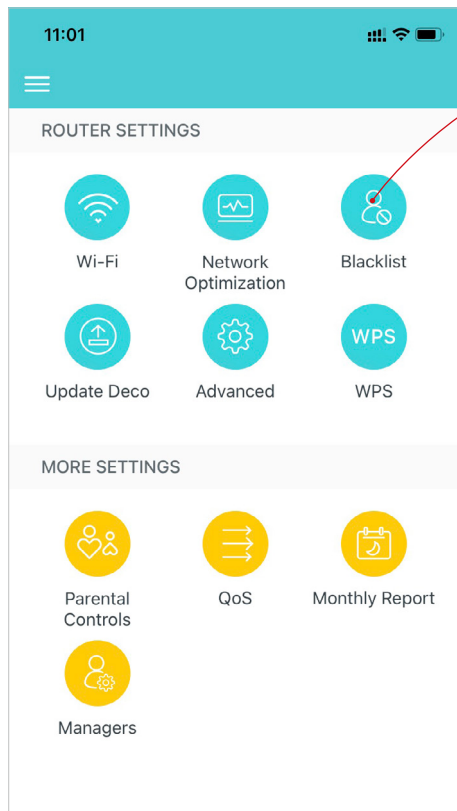 11:01
ROUTER SETTINGS
Wi-Fi
Network
Optimization
Blacklist
Update Deco
Advanced
WPS
WPS
MORE SETTINGS
Parental
Controls
QoS
Monthly Report
Managers